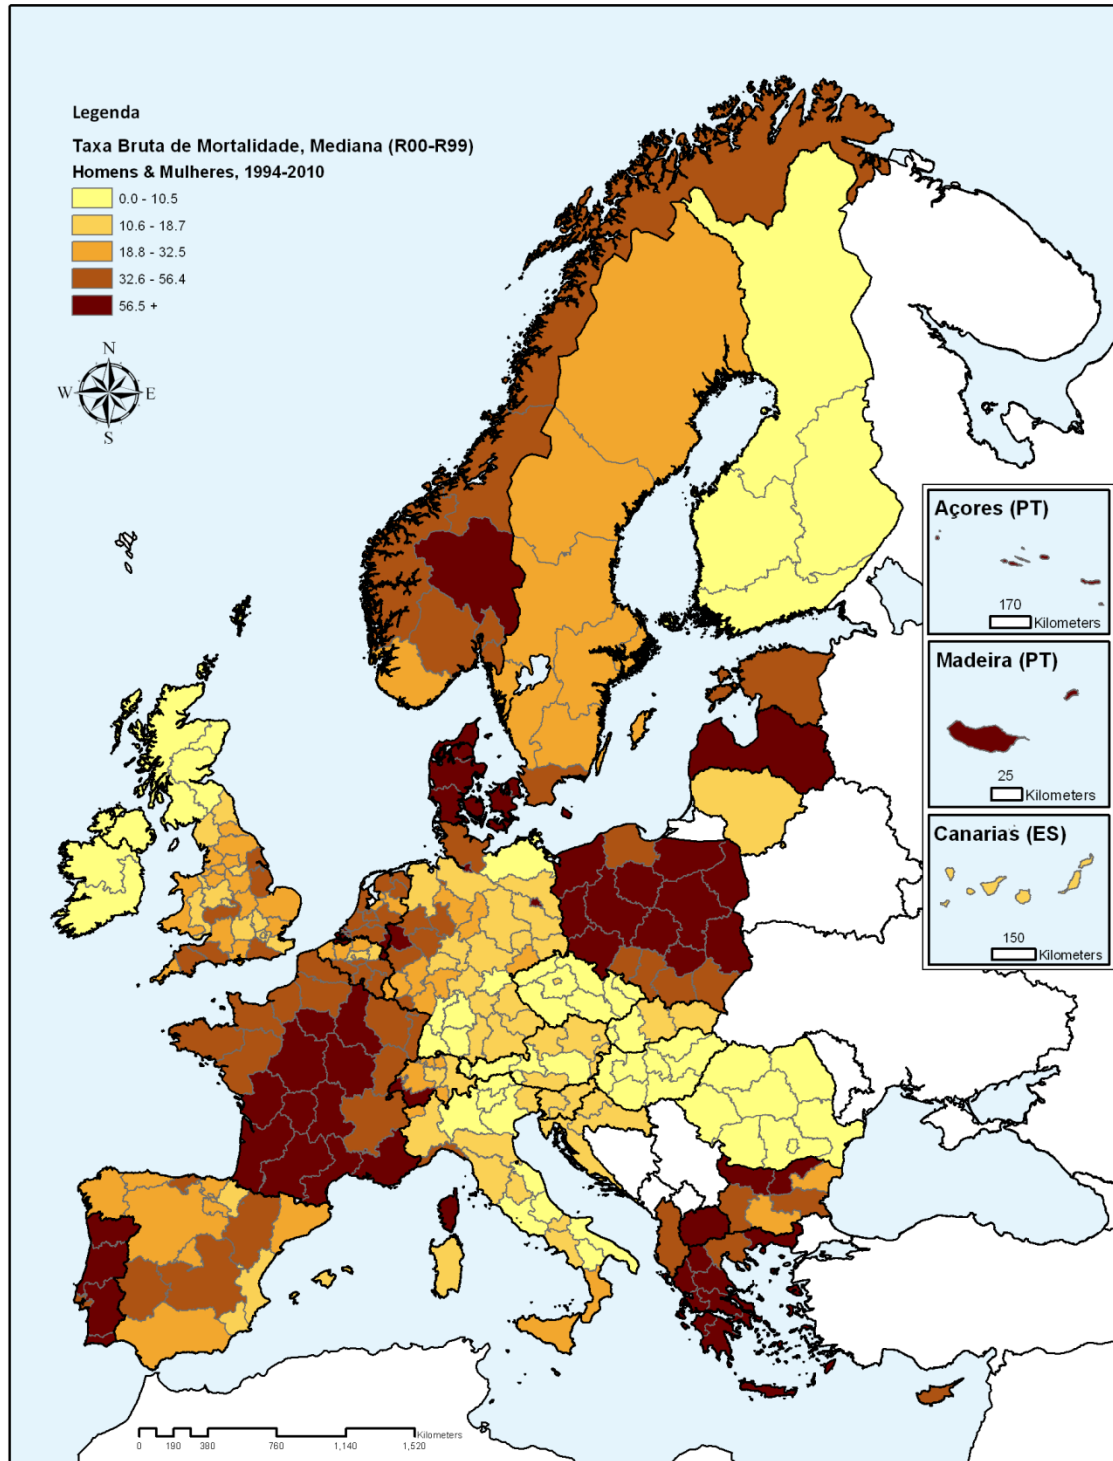 Legenda
Taxa Bruta de Mortalidade, Mediana (R00-R99)
Homens & Mulheres, 1994-2010
0.0 - 10.5
10.6 - 18.7
18.8 - 32.5
32.6 - 56.4
56.5 +
N
W E
S
Açores (PT)
170
Kilometers
Madeira (PT)
25
Kilometers
Canarias (ES)
150
Kilometers
Kilometers
0 190 380 760 1,140 1,520